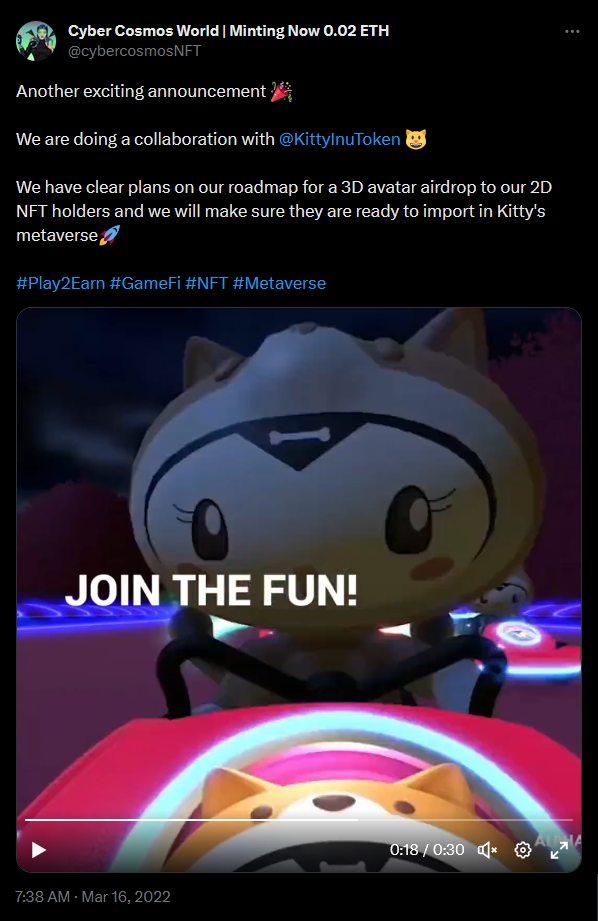 Cyber Cosmos World | Minting Now 0.02 ETH
@cybercosmosNFT
Another exciting announcement 🎉
We are doing a collaboration with @KittyInuToken 😺
We have clear plans on our roadmap for a 3D avatar airdrop to our 2D
NFT holders and we will make sure they are ready to import in Kitty's
metaverse🚀
#Play2Earn #GameFi #NFT #Metaverse
JOIN THE FUN!
0:18 / 0:30
7:38 AM · Mar 16, 2022